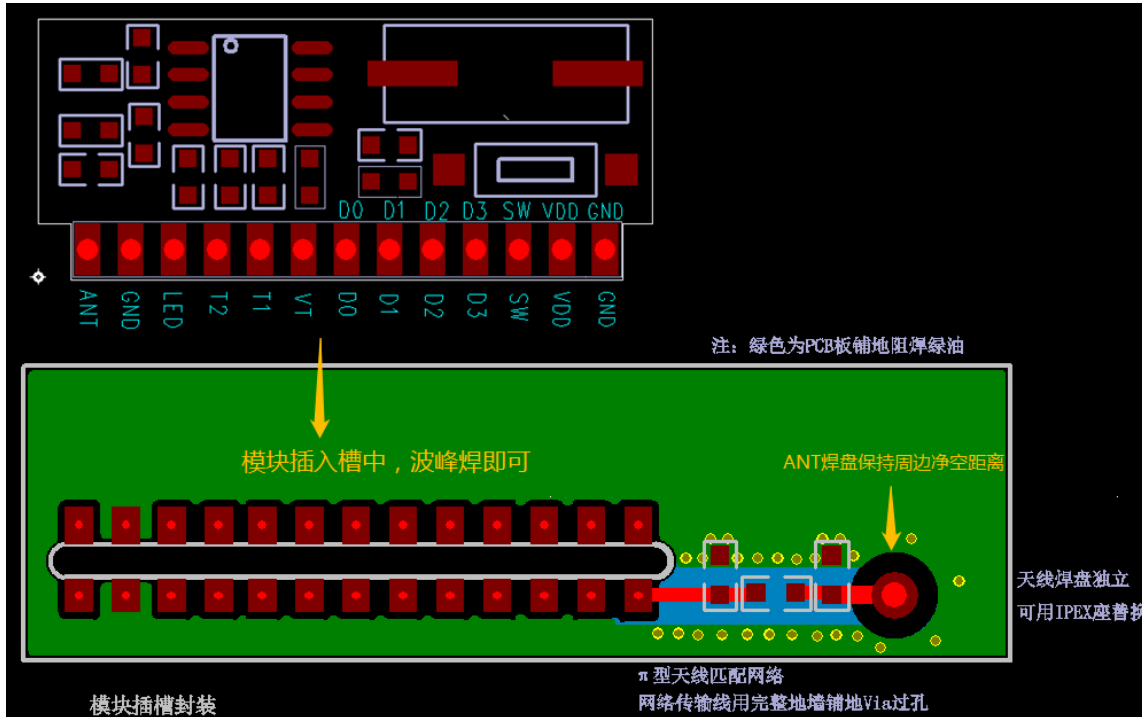 D0 D1 D2 D3 SW VDD GND
ANT GND LED T2 T1 VT D0 D1 D2 D3 SW VDD GND
注：绿色为PCB板铺地阻焊绿油
模块插入槽中，波峰焊即可
ANT焊盘保持周边净空距离
天线焊盘独立
可用IPEX座替换
π型天线匹配网络
网络传输线用完整地墙铺地Via过孔
模块插槽封装